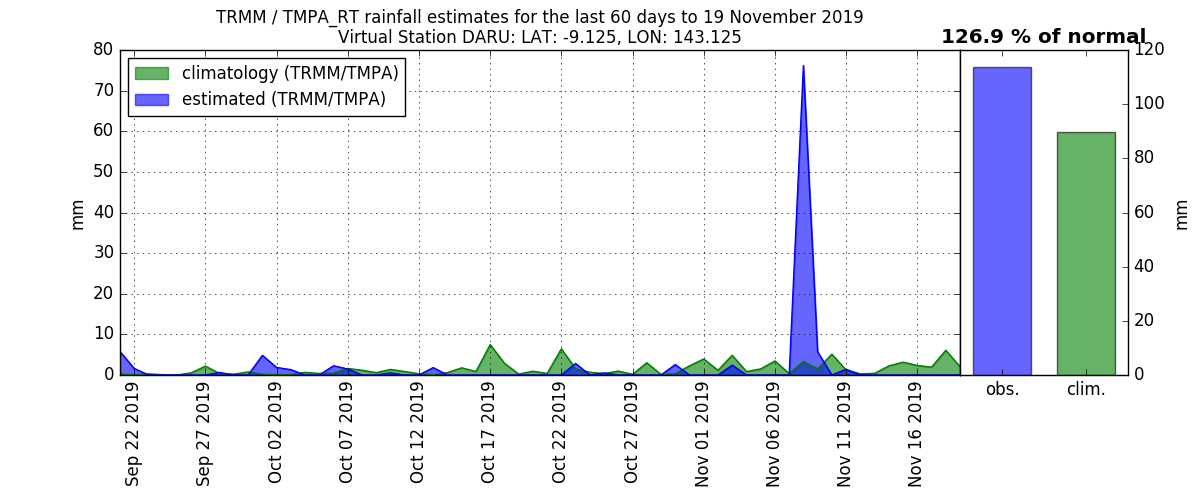 TRMM / TMPA_RT rainfall estimates for the last 60 days to 19 November 2019
Virtual Station DARU: LAT: -9.125, LON: 143.125
126.9 % of normal
climatology (TRMM/TMPA)
estimated (TRMM/TMPA)
mm
80
70
60
50
40
30
20
10
0
Sep 22 2019
Sep 27 2019
Oct 02 2019
Oct 07 2019
Oct 12 2019
Oct 17 2019
Oct 22 2019
Oct 27 2019
Nov 01 2019
Nov 06 2019
Nov 11 2019
Nov 16 2019
obs.
clim.
120
100
80
60
40
20
0
mm